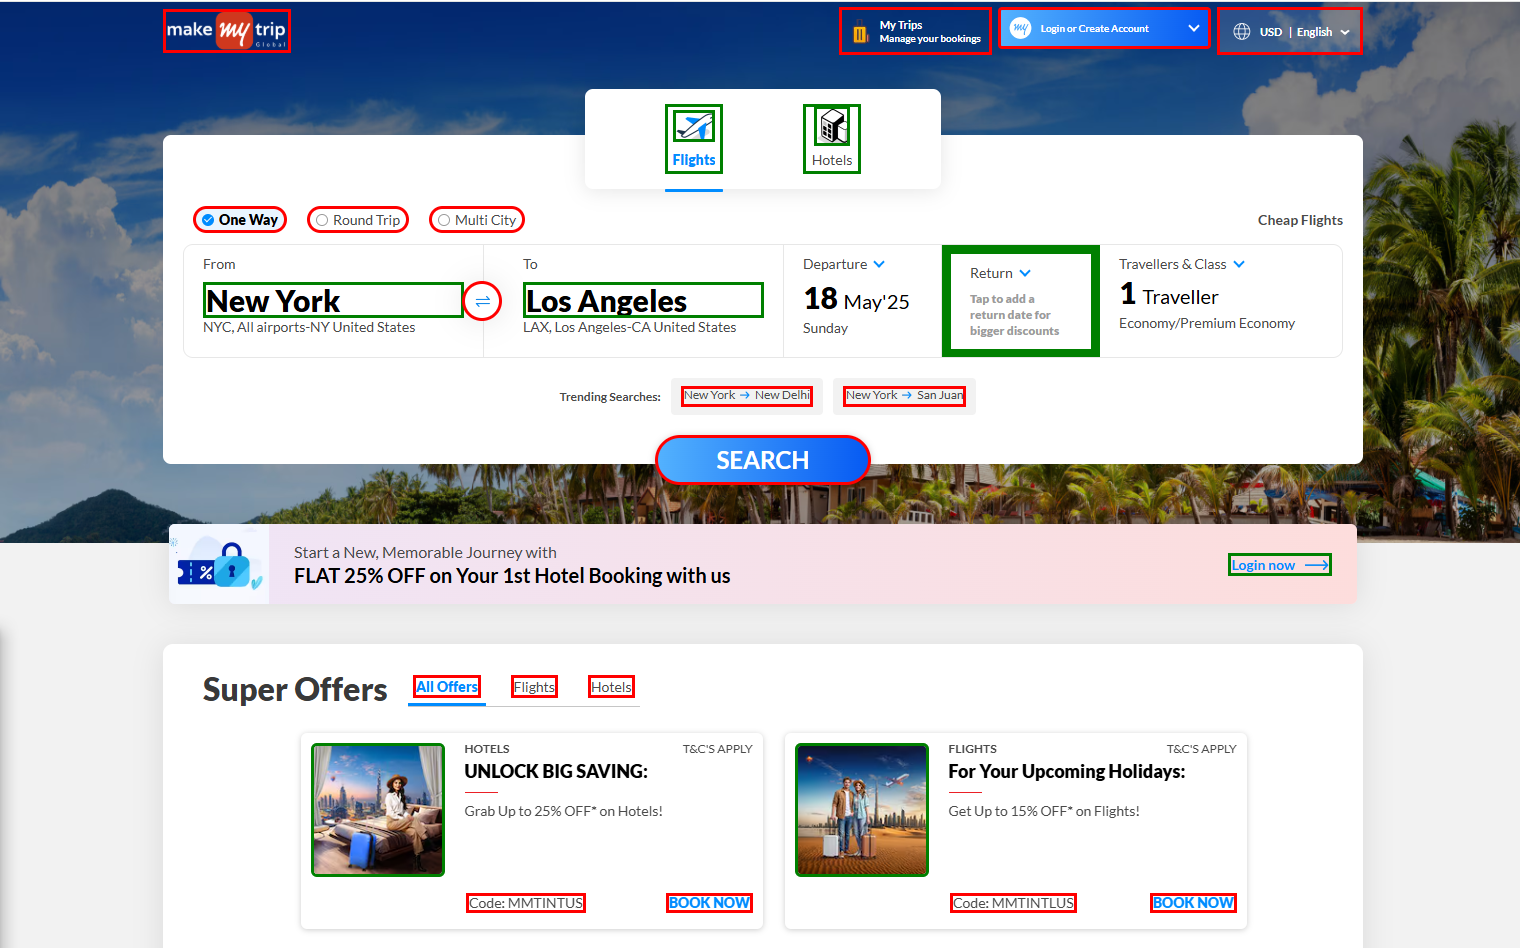 make my trip
Global
My Trips
Manage your bookings
my
Login or Create Account
USD | English
Flights
Hotels
One Way
Round Trip
Multi City
Cheap Flights
From
New York
NYC, All airports-NY United States
To
Los Angeles
LAX, Los Angeles-CA United States
Departure
18 May'25
Sunday
Return
Tap to add a
return date for
bigger discounts
Travellers & Class
1 Traveller
Economy/Premium Economy
Trending Searches:
New York → New Delhi
New York → San Juan
SEARCH
%
Start a New, Memorable Journey with
FLAT 25% OFF on Your 1st Hotel Booking with us
Login now
Super Offers
All Offers
Flights
Hotels
HOTELS
T&C'S APPLY
UNLOCK BIG SAVING:
Grab Up to 25% OFF* on Hotels!
Code: MMTINTUS
BOOK NOW
FLIGHTS
T&C'S APPLY
For Your Upcoming Holidays:
Get Up to 15% OFF* on Flights!
Code: MMTINTLUS
BOOK NOW